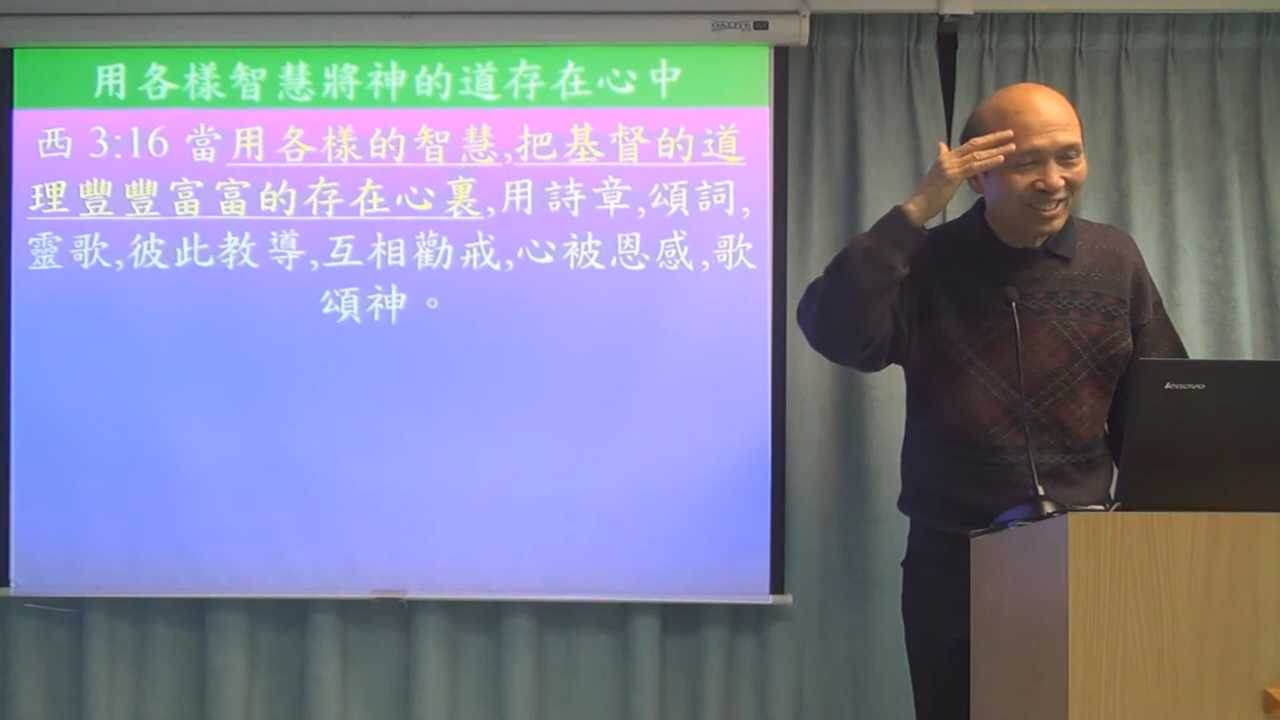 DA-LITE
用各樣智慧將神的道存在心中
西 3:16 當用各樣的智慧,把基督的道
理豐豐富富的存在心裏,用詩章,頌詞,
靈歌,彼此教導,互相勸戒,心被恩感,歌
頌神。
lenovo